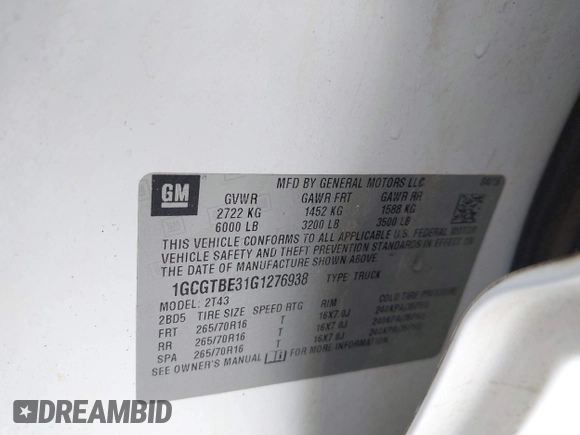 GM
MFD BY GENERAL MOTORS LLC
GVWR GAWR FRT GAWR RR
2722 KG 1452 KG 1588 KG
6000 LB 3200 LB 3500 LB
THIS VEHICLE CONFORMS TO ALL APPLICABLE U.S. FEDERAL MOTOR
VEHICLE SAFETY AND THEFT PREVENTION STANDARDS IN EFFECT ON
THE DATE OF MANUFACTURE SHOWN ABOVE.
1GCGTBE31G1276938 TYPE: TRUCK
MODEL: 2T43
2BD5 TIRE SIZE SPEED RTG RIM COLD TIRE PRESSURE
FRT 265/70R16 T 16X7.0J
RR 265/70R16 T 16X7.0J
SPA 265/70R16 T 16X7.0J
SEE OWNER'S MANUAL FOR MORE INFORMATION.
DREAMBID